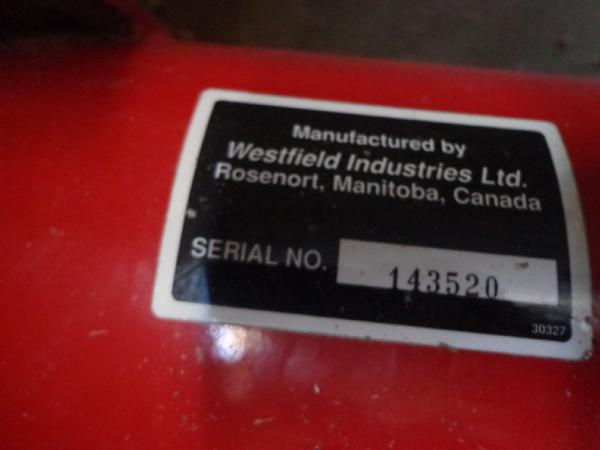 Manufactured by
Westfield Industries Ltd.
Rosenort, Manitoba, Canada
SERIAL NO. 143520
30327